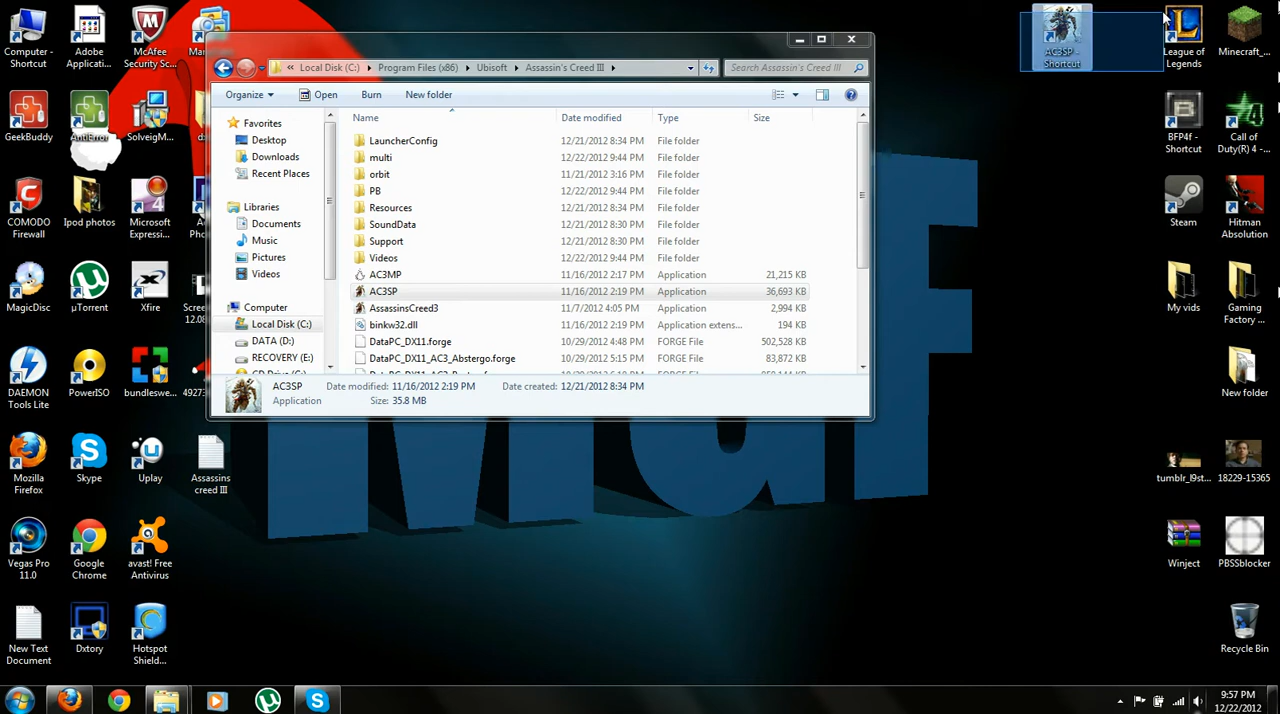 Computer - Shortcut
Adobe Applicati...
McAfee Security Sc...
GeekBuddy
AntiError
SolveigM...
COMODO Firewall
Ipod photos
Microsoft Expressi...
MagicDisc
µTorrent
Xfire
DAEMON Tools Lite
PowerISO
bundleswe...
Mozilla Firefox
Skype
Uplay
Assassins creed III
Vegas Pro 11.0
Google Chrome
avast! Free Antivirus
New Text Document
Dxtory
Hotspot Shield...
« Local Disk (C:) ▸ Program Files (x86) ▸ Ubisoft ▸ Assassin's Creed III ▸
Search Assassin's Creed III
Organize Open Burn New folder
Favorites
Desktop
Downloads
Recent Places
Libraries
Documents
Music
Pictures
Videos
Computer
Local Disk (C:)
DATA (D:)
RECOVERY (E:)
Name Date modified Type Size
LauncherConfig 12/21/2012 8:34 PM File folder
multi 12/22/2012 9:44 PM File folder
orbit 11/21/2012 3:16 PM File folder
PB 12/22/2012 9:44 PM File folder
Resources 12/21/2012 8:34 PM File folder
SoundData 12/21/2012 8:30 PM File folder
Support 12/21/2012 8:30 PM File folder
Videos 12/22/2012 9:44 PM File folder
AC3MP 11/16/2012 2:17 PM Application 21,215 KB
AC3SP 11/16/2012 2:19 PM Application 36,693 KB
AssassinsCreed3 11/7/2012 4:05 PM Application 2,994 KB
binkw32.dll 11/16/2012 2:19 PM Application extens... 194 KB
DataPC_DX11.forge 10/29/2012 4:48 PM FORGE File 502,528 KB
DataPC_DX11_AC3_Abstergo.forge 10/29/2012 5:15 PM FORGE File 83,872 KB
AC3SP Date modified: 11/16/2012 2:19 PM Date created: 12/21/2012 8:34 PM
Application Size: 35.8 MB
AC3SP - Shortcut
League of Legends
Minecraft_...
BFP4f - Shortcut
Call of Duty(R) 4 -...
Steam
Hitman Absolution
My vids
Gaming Factory ...
New folder
tumblr_l9st...
18229-15365
Winject
PBSSblocker
Recycle Bin
9:57 PM
12/22/2012